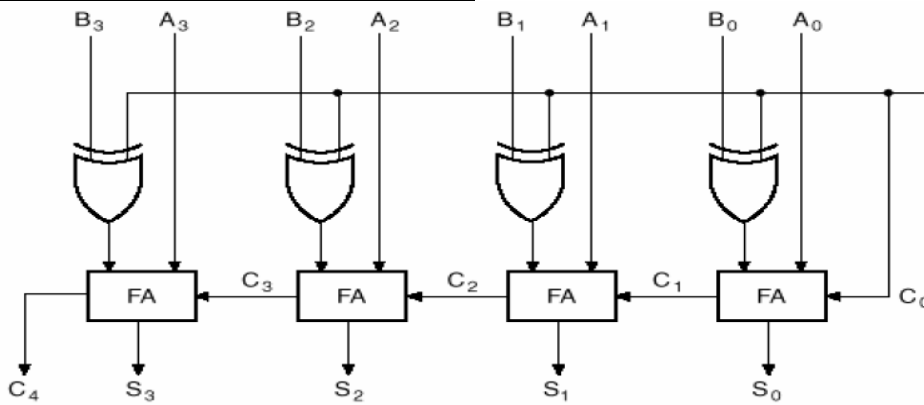 B₃ A₃ B₂ A₂ B₁ A₁ B₀ A₀
FA C₃ FA C₂ FA C₁ FA C₀
C₄ S₃ S₂ S₁ S₀